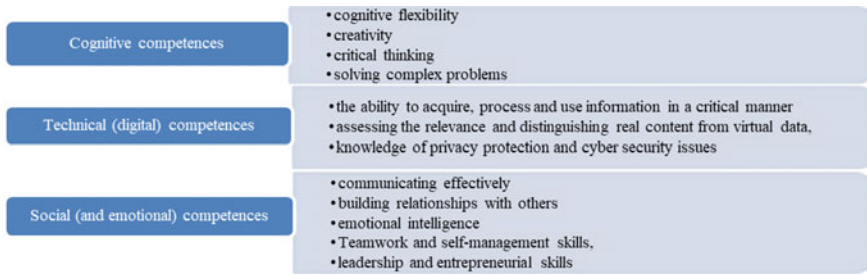 Cognitive competences
• cognitive flexibility
• creativity
• critical thinking
• solving complex problems
Technical (digital) competences
• the ability to acquire, process and use information in a critical manner
• assessing the relevance and distinguishing real content from virtual data,
• knowledge of privacy protection and cyber security issues
Social (and emotional) competences
• communicating effectively
• building relationships with others
• emotional intelligence
• Teamwork and self-management skills,
• leadership and entrepreneurial skills